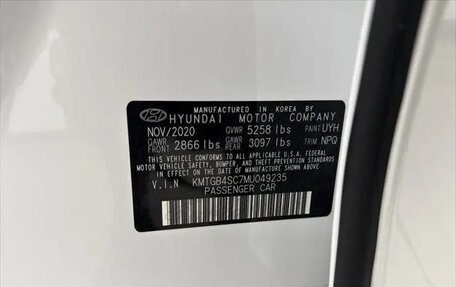 MANUFACTURED IN KOREA BY
HYUNDAI MOTOR COMPANY
NOV/2020 GVWR 5258 lbs PAINT UYH
GAWR FRONT 2866 lbs GAWR REAR 3097 lbs TRIM NPQ
THIS VEHICLE CONFORMS TO ALL APPLICABLE U.S.A. FEDERAL
MOTOR VEHICLE SAFETY, BUMPER, AND THEFT PREVENTION
STANDARDS IN EFFECT ON THE DATE OF MANUFACTURE SHOWN ABOVE.
V.I.N KMTGB4SC7MU049235
PASSENGER CAR